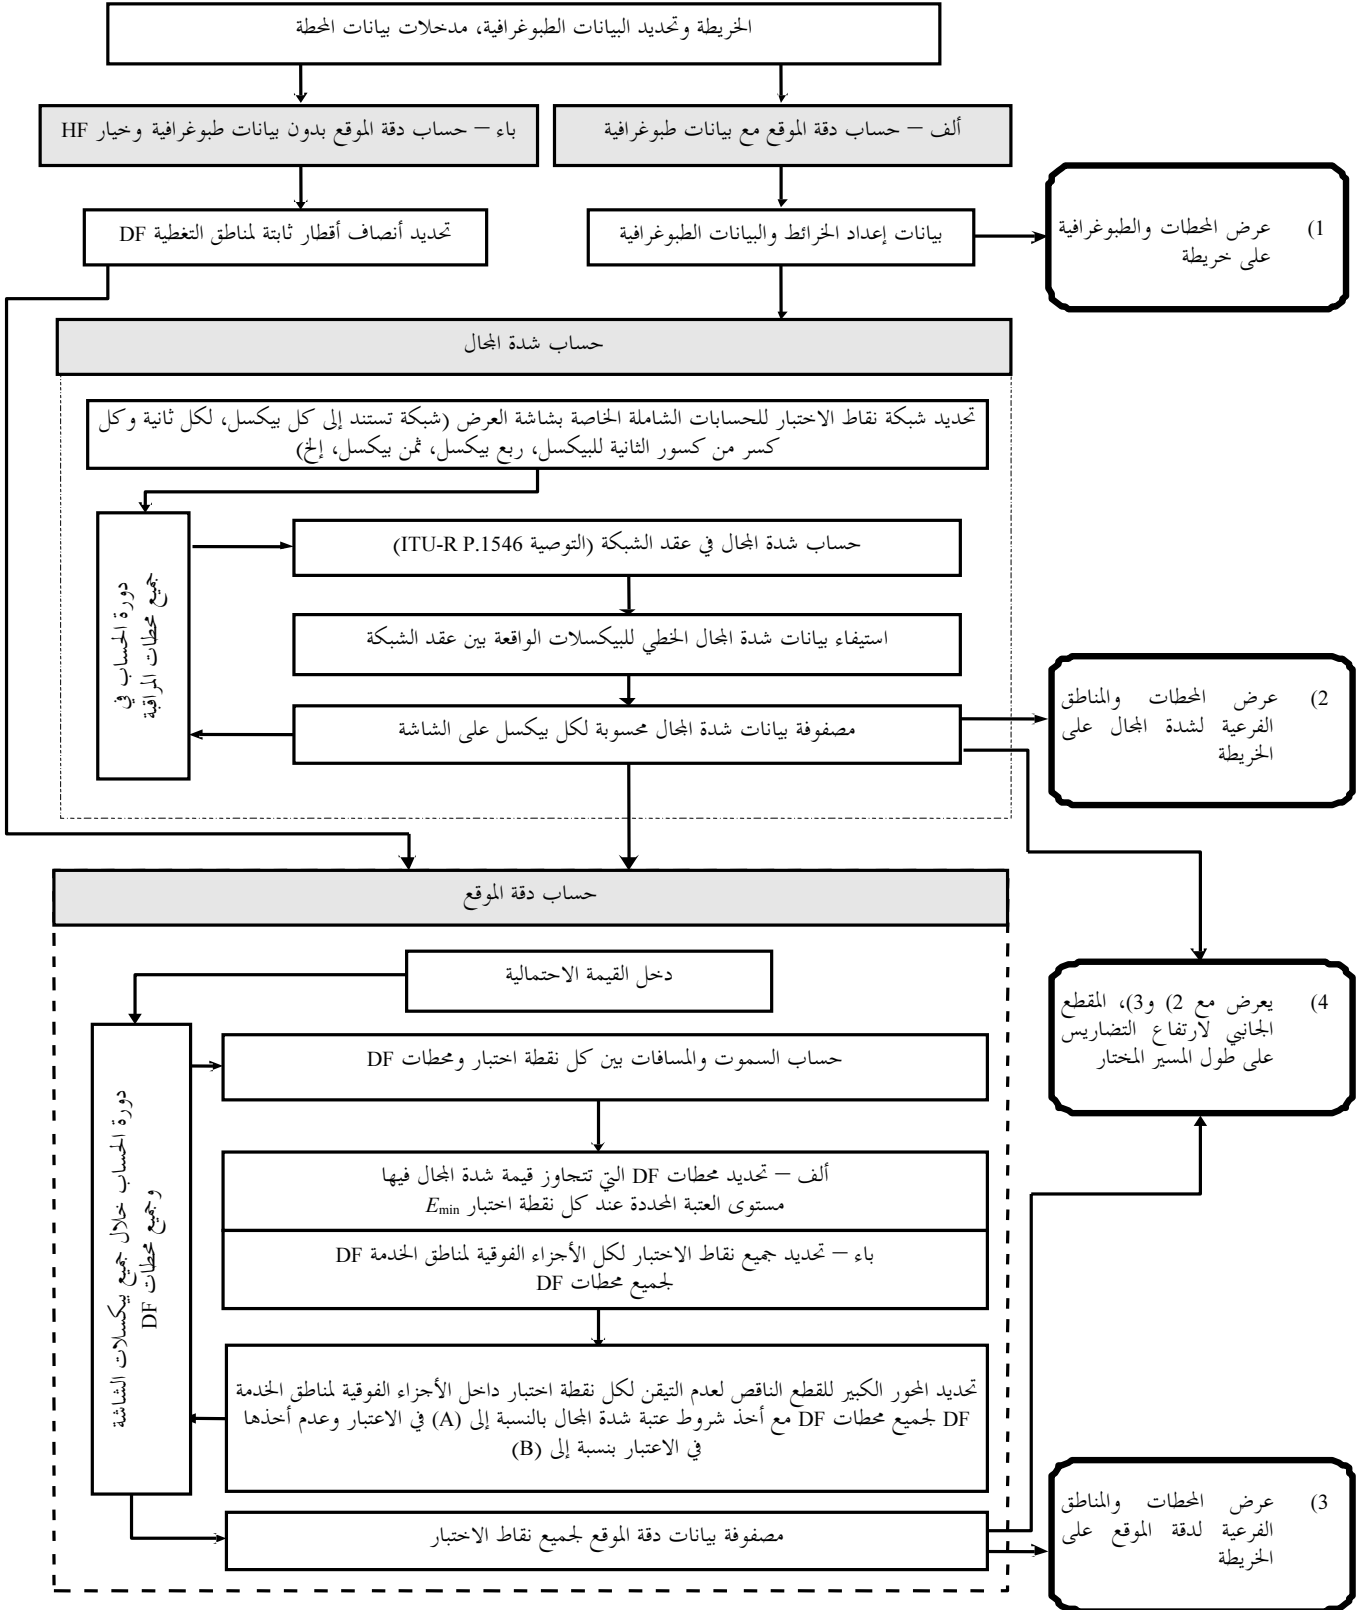 الخريطة وتحديد البيانات الطبوغرافية، مدخلات بيانات المحطة
ألف – حساب دقة الموقع مع بيانات طبوغرافية
باء – حساب دقة الموقع بدون بيانات طبوغرافية وخيار HF
بيانات إعداد الخرائط والبيانات الطبوغرافية
تحديد أنصاف أقطار ثابتة لمناطق التغطية DF
1) عرض المحطات والطبوغرافية
على خريطة
حساب شدة المجال
تحديد شبكة نقاط الاختبار للحسابات الشاملة الخاصة بشاشة العرض (شبكة تستند إلى كل بيكسل، لكل ثانية وكل
كسر من كسور الثانية للبيكسل، ربع بيكسل، ثمن بيكسل، إلخ)
دورة الحساب في
جميع محطات المراقبة
حساب شدة المجال في عقد الشبكة (التوصية ITU-R P.1546)
استيفاء بيانات شدة المجال الخطي للبيكسلات الواقعة بين عقد الشبكة
مصفوفة بيانات شدة المجال محسوبة لكل بيكسل على الشاشة
2) عرض المحطات والمناطق
الفرعية لشدة المجال على
الخريطة
حساب دقة الموقع
دخل القيمة الاحتمالية
دورة الحساب خلال جميع بيكسلات الشاشة
وجميع محطات DF
حساب السموت والمسافات بين كل نقطة اختبار ومحطات DF
4) يعرض مع 2) و3)، المقطع
الجانبي لارتفاع التضاريس
على طول المسير المختار
ألف – تحديد محطات DF التي تتجاوز قيمة شدة المجال فيها
مستوى العتبة المحددة عند كل نقطة اختبار Emin
باء – تحديد جميع نقاط الاختبار لكل الأجزاء الفوقية لمناطق الخدمة DF
لجميع محطات DF
تحديد المحور الكبير للقطع الناقص لعدم التيقن لكل نقطة اختبار داخل الأجزاء الفوقية لمناطق الخدمة
DF لجميع محطات DF مع أخذ شروط عتبة شدة المجال بالنسبة إلى (A) في الاعتبار وعدم أخذها
في الاعتبار بنسبة إلى (B)
مصفوفة بيانات دقة الموقع لجميع نقاط الاختبار
3) عرض المحطات والمناطق
الفرعية لدقة الموقع على
الخريطة